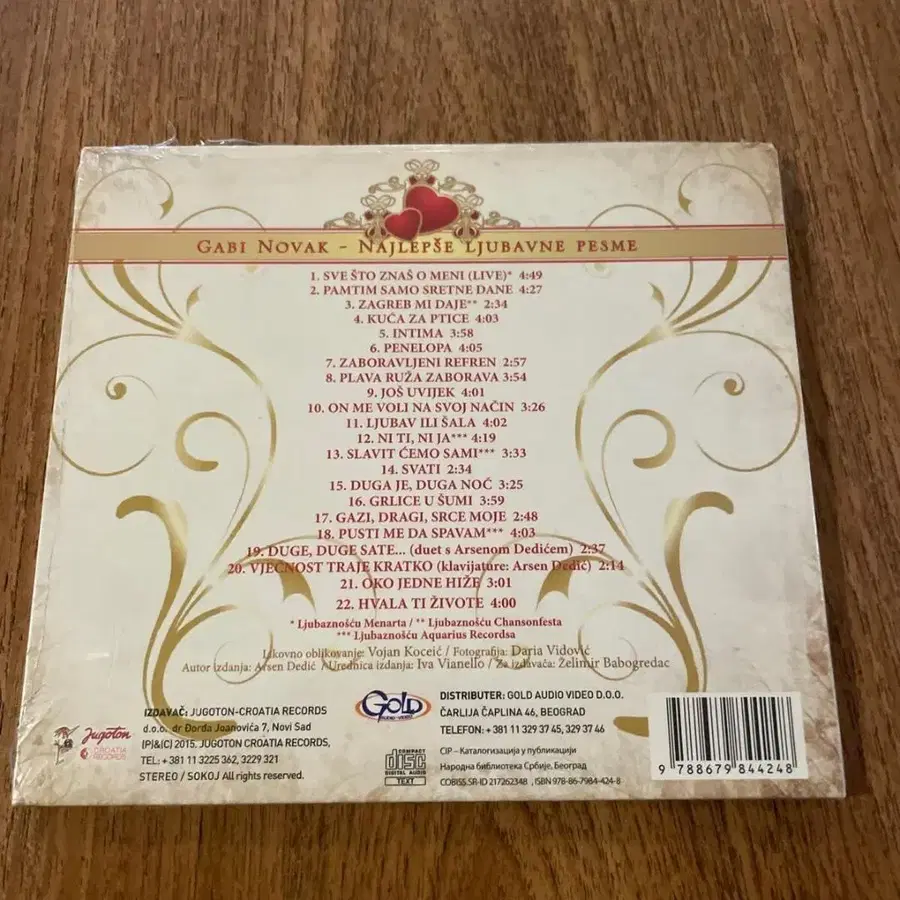 GABI NOVAK - NAJLEPŠE LJUBAVNE PESME
1. SVE ŠTO ZNAŠ O MENI (LIVE)* 4:49
2. PAMTIM SAMO SRETNE DANE 4:27
3. ZAGREB MI DAJE** 2:34
4. KUĆA ZA PTICE 4:03
5. INTIMA 3:58
6. PENELOPA 4:05
7. ZABORAVLJENI REFREN 2:57
8. PLAVA RUŽA ZABORAVA 3:54
9. JOŠ UVIJEK 4:01
10. ON ME VOLI NA SVOJ NAČIN 3:26
11. LJUBAV ILI ŠALA 4:02
12. NI TI, NI JA*** 4:19
13. SLAVIT ĆEMO SAMI*** 3:33
14. SVATI 2:34
15. DUGA JE, DUGA NOĆ 3:25
16. GRLICE U ŠUMI 3:59
17. GAZI, DRAGI, SRCE MOJE 2:48
18. PUSTI ME DA SPAVAM*** 4:03
19. DUGE, DUGE SATE... (duet s Arsenom Dedićem) 2:37
20. VJEČNOST TRAJE KRATKO (klavijature: Arsen Dedić) 2:14
21. OKO JEDNE HIŽE 3:01
22. HVALA TI ŽIVOTE 4:00
* Ljubaznošću Menarta / ** Ljubaznošću Chansonfesta
*** Ljubaznošću Aquarius Recordsa
Likovno oblikovanje: Vojan Koceić / Fotografija: Daria Vidović
Autor izdanja: Arsen Dedić / Urednica izdanja: Iva Vianello / Za izdavača: Želimir Babogredac
Jugoton
CROATIA
RECORDS
IZDAVAČ: JUGOTON-CROATIA RECORDS
d.o.o. dr Đorđa Joanovića 7, Novi Sad
(P)&(C) 2015. JUGOTON CROATIA RECORDS,
TEL: + 381 11 3225 362, 3229 321
STEREO / SOKOJ All rights reserved.
GOLD
AUDIO VIDEO
COMPACT
disc
DIGITAL AUDIO
TEXT
DISTRIBUTER: GOLD AUDIO VIDEO D.O.O.
ČARLIJA ČAPLINA 46, BEOGRAD
TELEFON: + 381 11 329 37 45, 329 37 46
CIP – Каталогизација у публикацији
Народна библиотека Србије, Београд
COBISS.SR-ID 217262348 , ISBN 978-86-7984-424-8
9 788679 844248